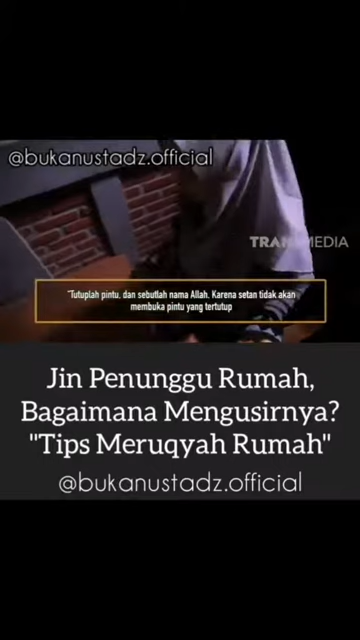 @bukanustadz.official
TRANSMEDIA
"Tutuplah pintu, dan sebutlah nama Allah. Karena setan tidak akan
membuka pintu yang tertutup
Jin Penunggu Rumah,
Bagaimana Mengusirnya?
"Tips Meruqyah Rumah"
@bukanustadz.official